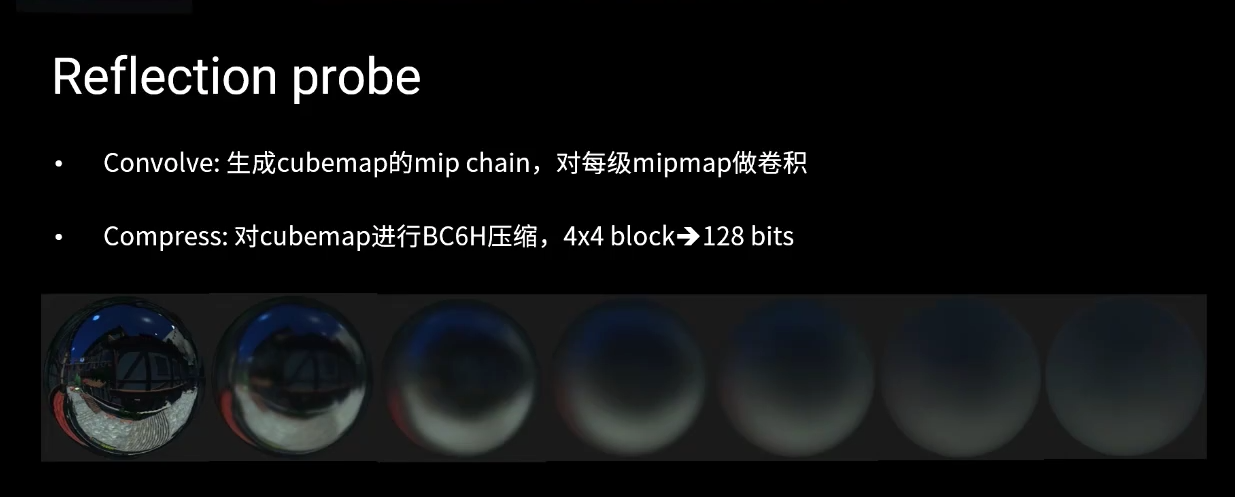 Reflection probe
• Convolve: 生成cubemap的mip chain，对每级mipmap做卷积
• Compress: 对cubemap进行BC6H压缩，4x4 block➔128 bits